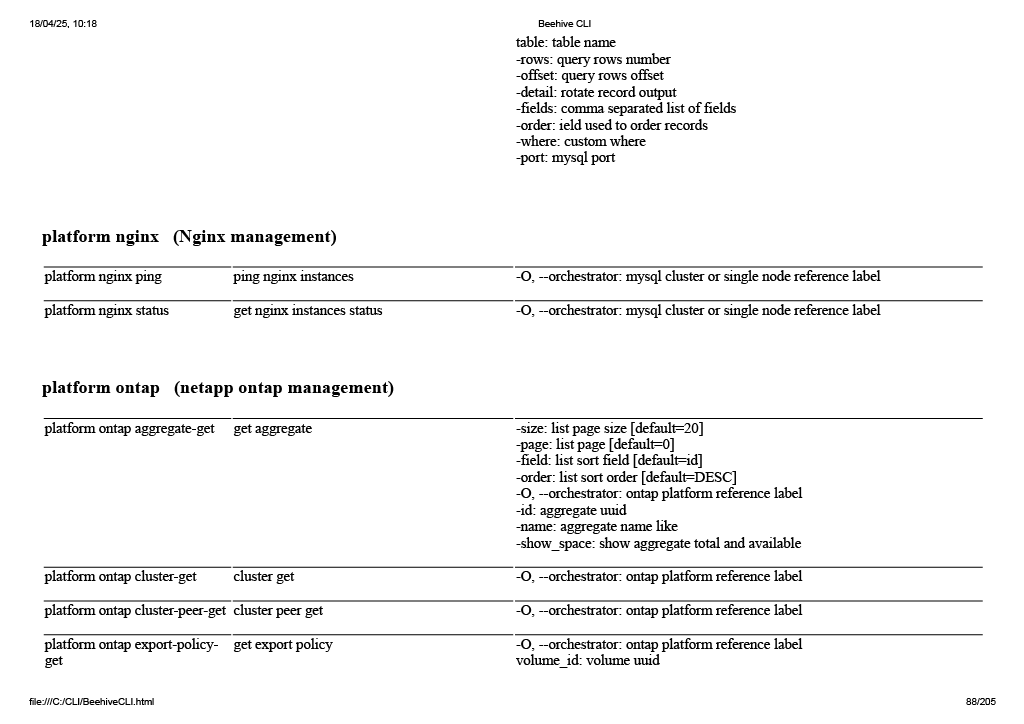 18/04/25, 10:18 Beehive CLI
table: table name
-rows: query rows number
-offset: query rows offset
-detail: rotate record output
-fields: comma separated list of fields
-order: ield used to order records
-where: custom where
-port: mysql port
platform nginx (Nginx management)
platform nginx ping ping nginx instances -O, --orchestrator: mysql cluster or single node reference label
platform nginx status get nginx instances status -O, --orchestrator: mysql cluster or single node reference label
platform ontap (netapp ontap management)
platform ontap aggregate-get get aggregate -size: list page size [default=20]
-page: list page [default=0]
-field: list sort field [default=id]
-order: list sort order [default=DESC]
-O, --orchestrator: ontap platform reference label
-id: aggregate uuid
-name: aggregate name like
-show_space: show aggregate total and available
platform ontap cluster-get cluster get -O, --orchestrator: ontap platform reference label
platform ontap cluster-peer-get cluster peer get -O, --orchestrator: ontap platform reference label
platform ontap export-policy- get export policy -O, --orchestrator: ontap platform reference label
get volume_id: volume uuid
file:///C:/CLI/BeehiveCLI.html 88/205